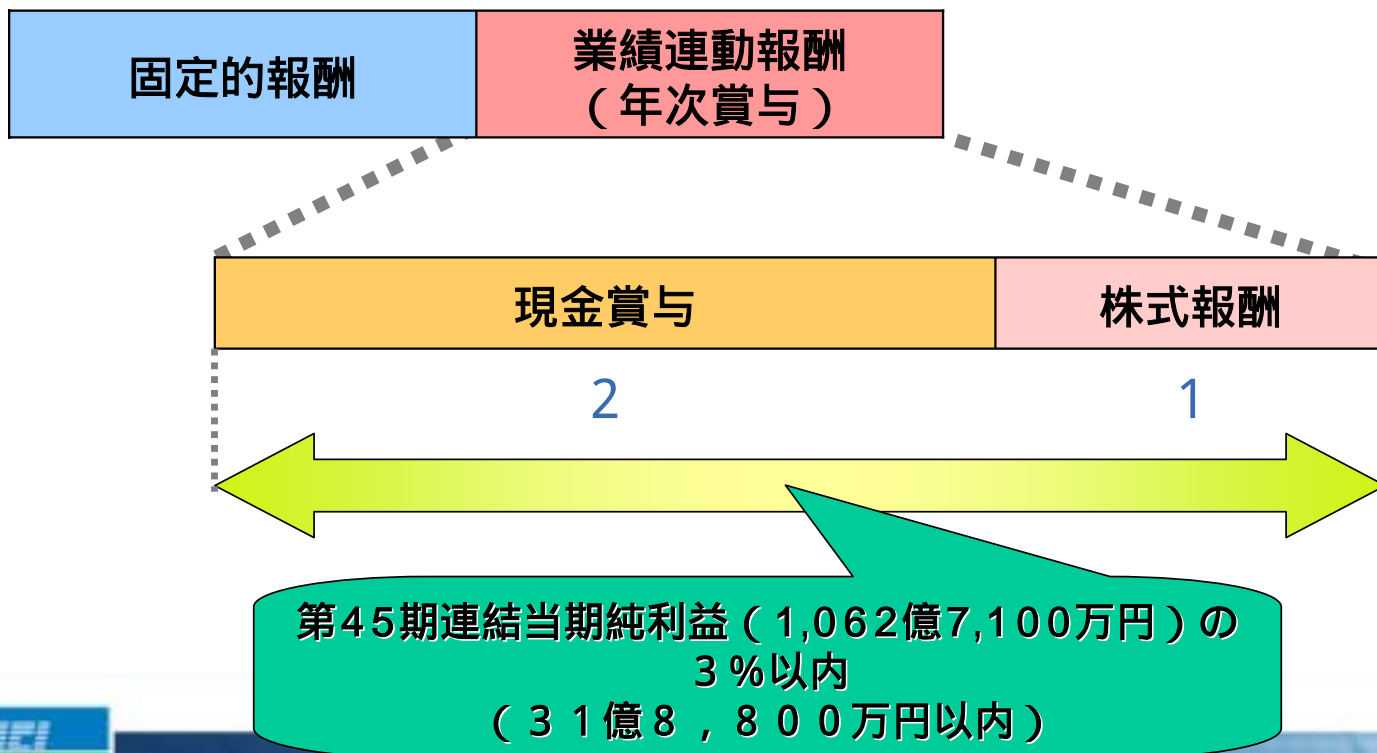 固定的報酬
業績連動報酬
（年次賞与）
現金賞与
株式報酬
2
1
第４５期連結当期純利益（1,0６2億7,1００万円）の
３％以内
（３１億８，８００万円以内）